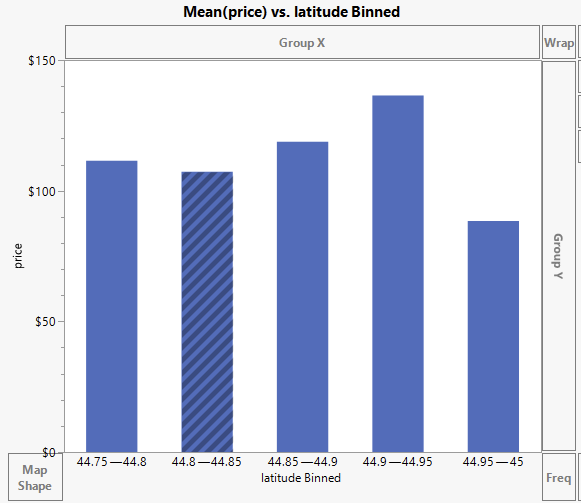 Mean(price) vs. latitude Binned
Group X
Wrap
$150
$100
$50
$0
price
Group Y
44.75 —44.8
44.8 —44.85
44.85 —44.9
44.9 —44.95
44.95 —45
latitude Binned
Map
Shape
Freq